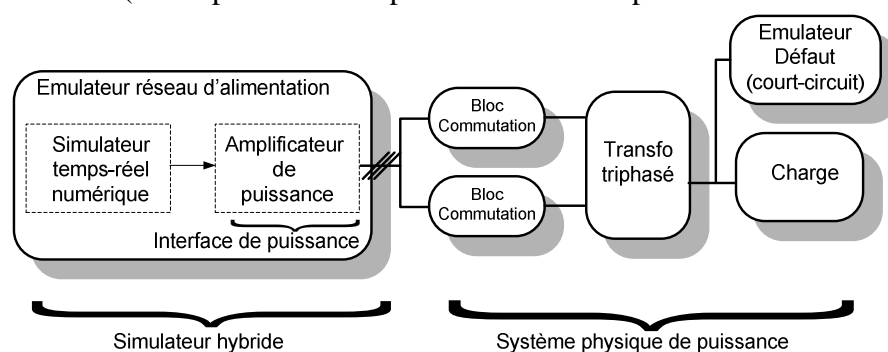 Emulateur réseau d’alimentation
Simulateur
temps-réel
numérique
Amplificateur
de
puissance
Interface de puissance
Bloc
Commutation
Bloc
Commutation
Transfo
triphasé
Emulateur
Défaut
(court-circuit)
Charge
Simulateur hybride
Système physique de puissance